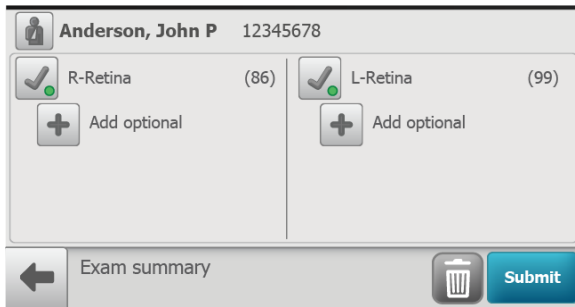 Anderson, John P 12345678
R-Retina (86)
Add optional
L-Retina (99)
Add optional
Exam summary
Submit